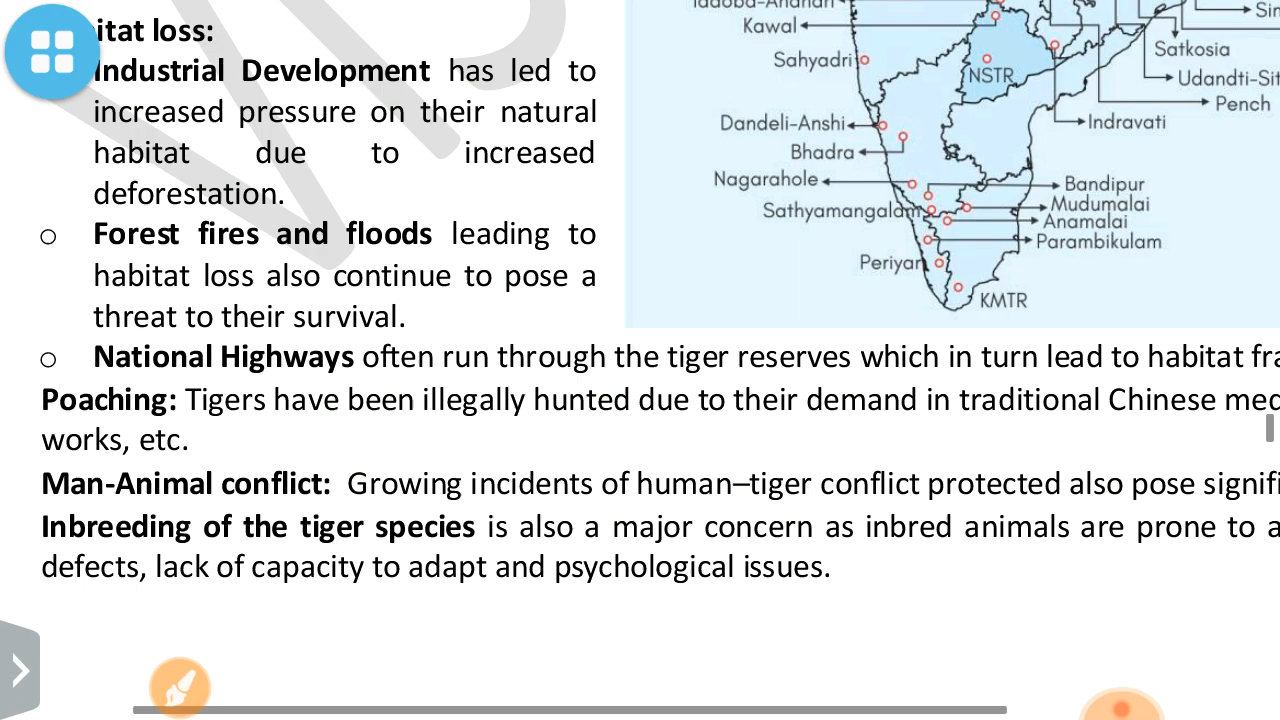 itat loss:
Industrial Development has led to
increased pressure on their natural
habitat due to increased
deforestation.
○ Forest fires and floods leading to
habitat loss also continue to pose a
threat to their survival.
○ National Highways often run through the tiger reserves which in turn lead to habitat fra
Poaching: Tigers have been illegally hunted due to their demand in traditional Chinese med
works, etc.
Man-Animal conflict: Growing incidents of human–tiger conflict protected also pose signifi
Inbreeding of the tiger species is also a major concern as inbred animals are prone to a
defects, lack of capacity to adapt and psychological issues.
Kawal
Sahyadri
NSTR
Satkosia
Udandti-Sit
Pench
Indravati
Dandeli-Anshi
Bhadra
Nagarahole
Bandipur
Mudumalai
Sathyamangalam
Anamalai
Parambikulam
Periyar
KMTR